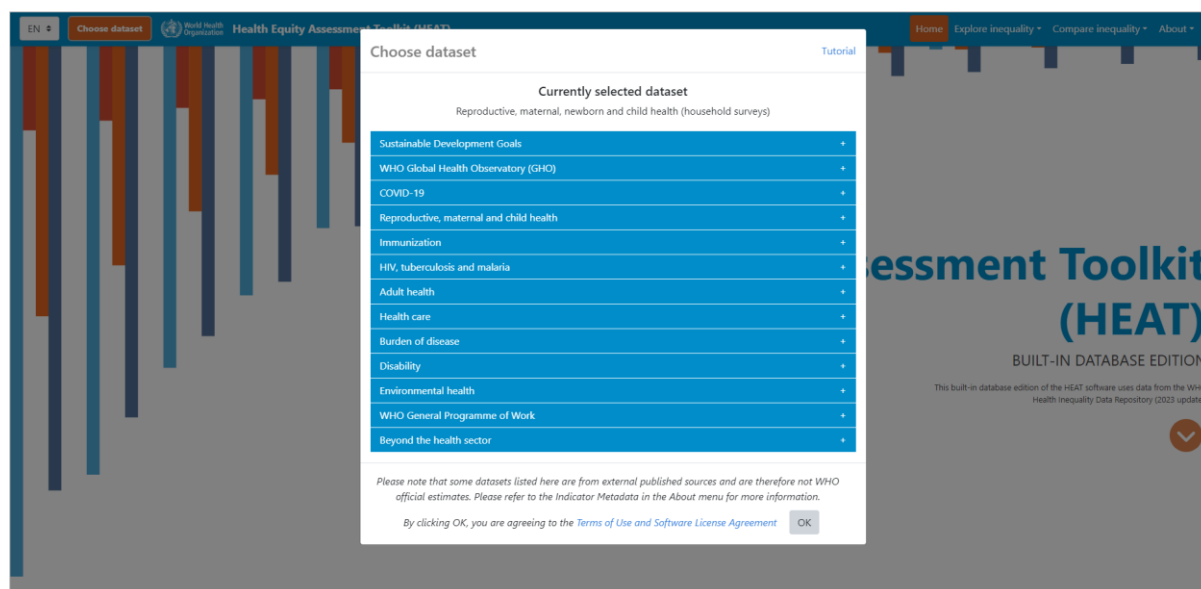 EN
Choose dataset
World Health
Organization
Health Equity Assessment Toolkit (HEAT)
Home
Explore inequality
Compare inequality
About
Choose dataset
Tutorial
Currently selected dataset
Reproductive, maternal, newborn and child health (household surveys)
Sustainable Development Goals +
WHO Global Health Observatory (GHO) +
COVID-19 +
Reproductive, maternal and child health +
Immunization +
HIV, tuberculosis and malaria +
Adult health +
Health care +
Burden of disease +
Disability +
Environmental health +
WHO General Programme of Work +
Beyond the health sector +
Please note that some datasets listed here are from external published sources and are therefore not WHO
official estimates. Please refer to the Indicator Metadata in the About menu for more information.
By clicking OK, you are agreeing to the Terms of Use and Software License Agreement
OK
essment Toolkit
(HEAT)
BUILT-IN DATABASE EDITION
This built-in database edition of the HEAT software uses data from the WH
Health Inequality Data Repository (2023 update